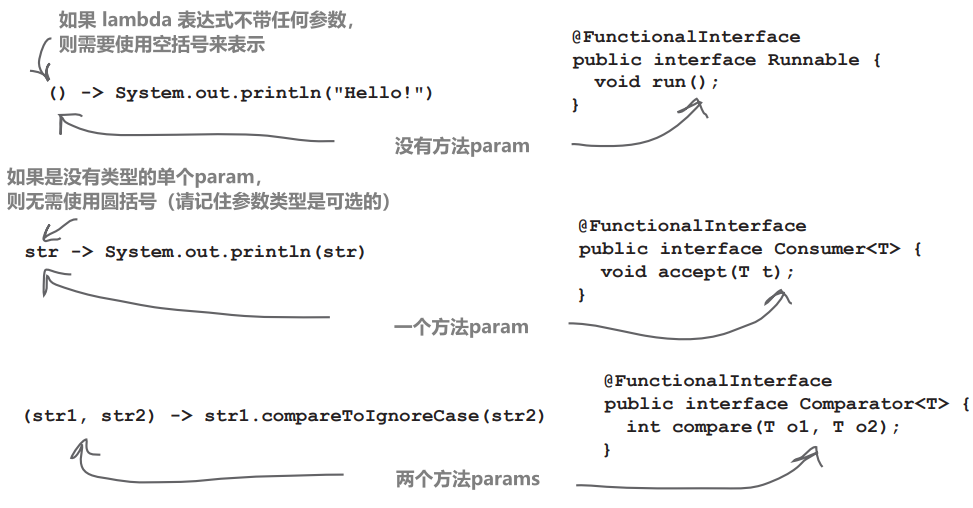 如果 lambda 表达式不带任何参数，
则需要使用空括号来表示
() -> System.out.println("Hello!")
@FunctionalInterface
public interface Runnable {
void run();
}
没有方法param
如果是没有类型的单个param，
则无需使用圆括号（请记住参数类型是可选的）
str -> System.out.println(str)
@FunctionalInterface
public interface Consumer<T> {
void accept(T t);
}
一个方法param
(str1, str2) -> str1.compareToIgnoreCase(str2)
@FunctionalInterface
public interface Comparator<T> {
int compare(T o1, T o2);
}
两个方法params